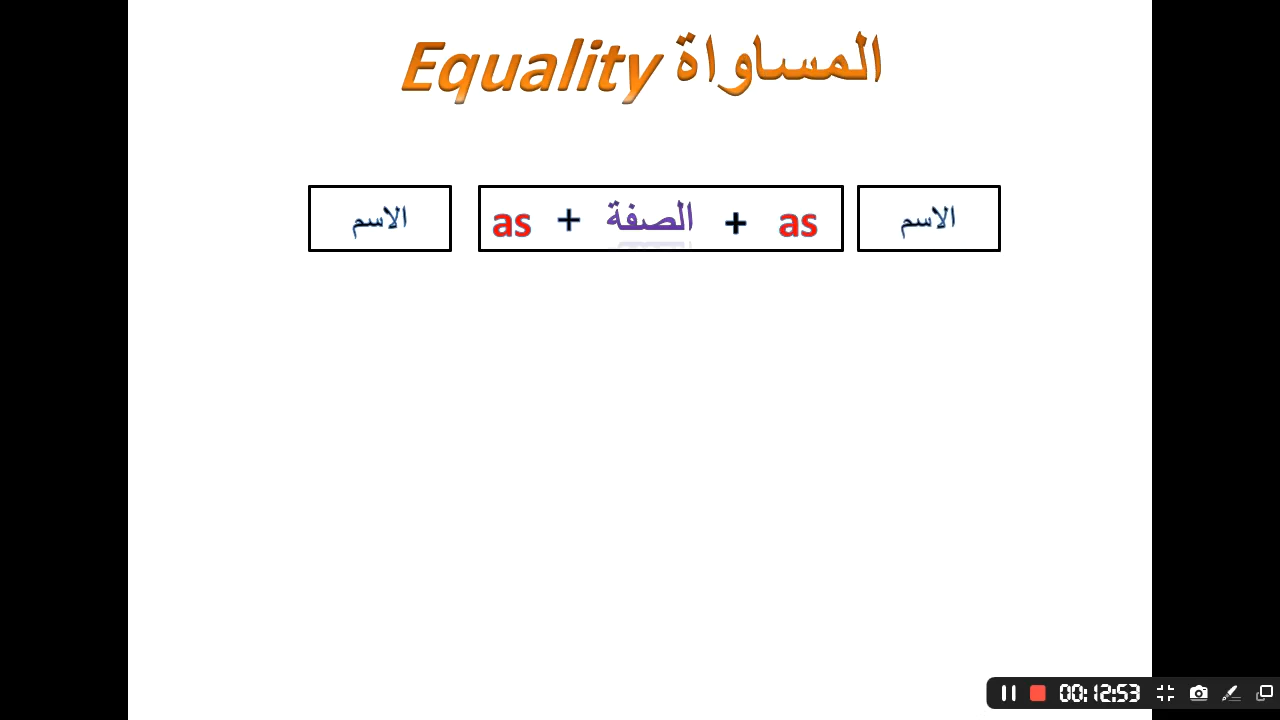 Equality المساواة
الاسم as + الصفة + as الاسم
00:12:53